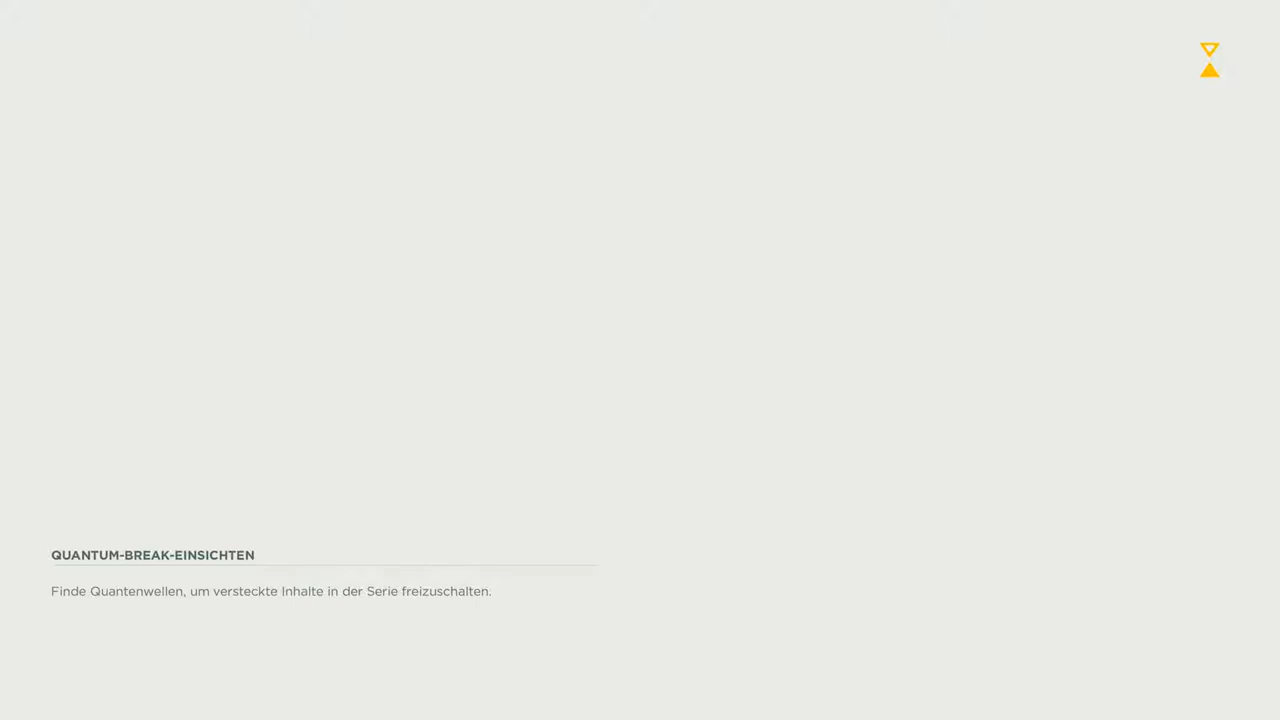 QUANTUM-BREAK-EINSICHTEN
Finde Quantenwellen, um versteckte Inhalte in der Serie freizuschalten.